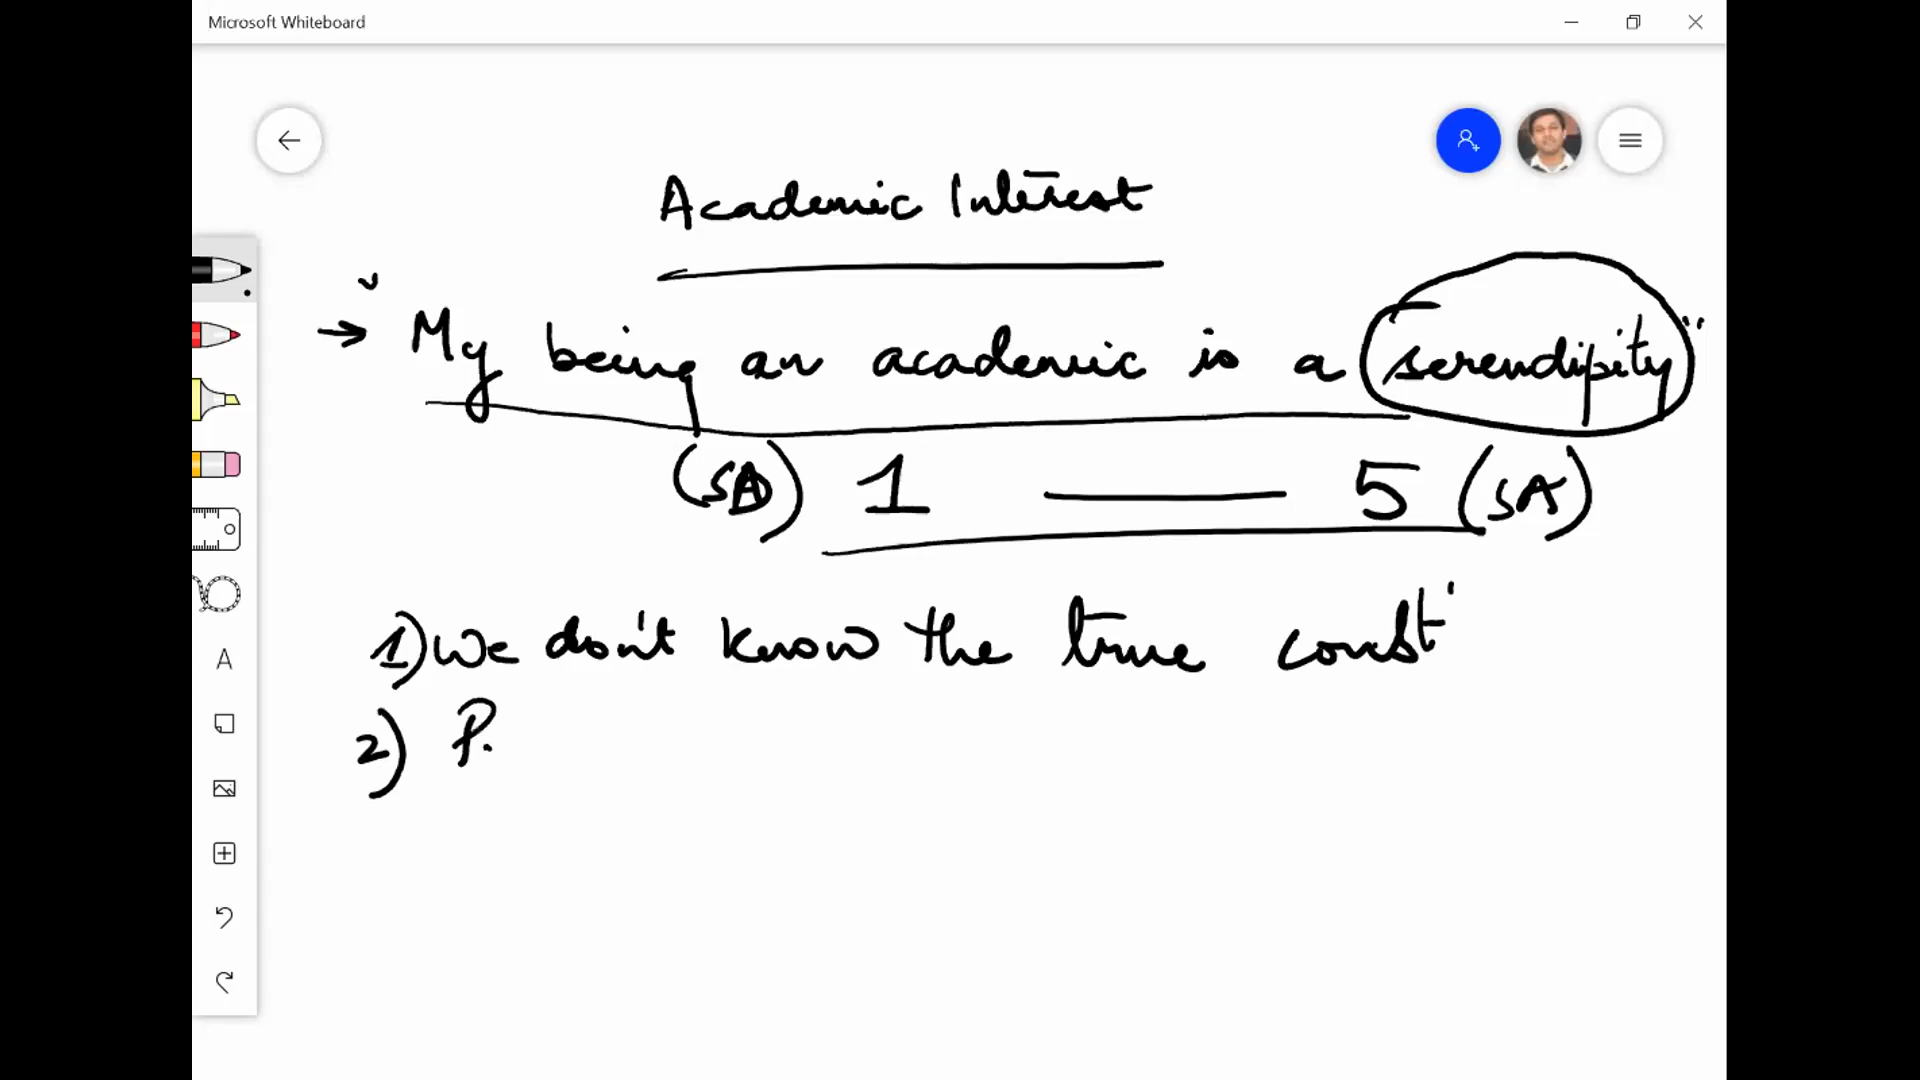 Microsoft Whiteboard
Academic Interest
→ "My being an academic is a serendipity"
(SD) 1 — 5 (SA)
1) We don't know the true const'
2) P.
A